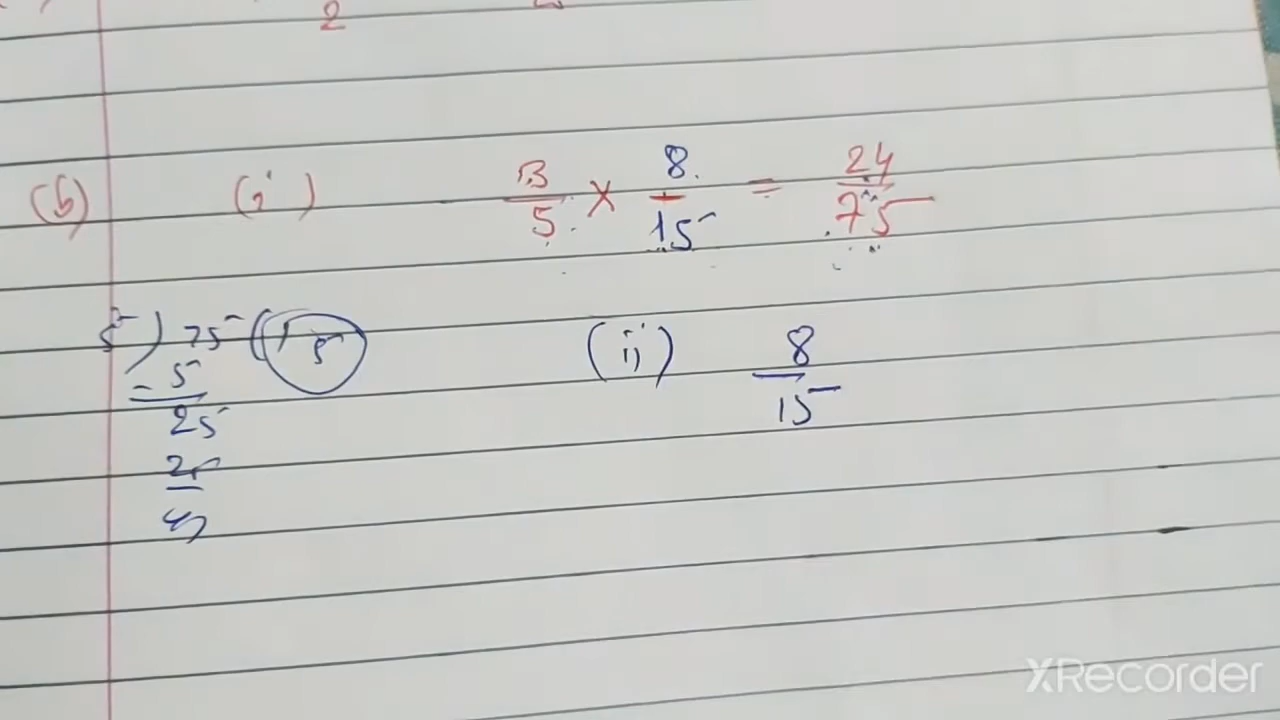 2
(b) (i) 3/5 × 8/15 = 24/75
5 ) 75 ( 15
- 5
25
25
(ii) 8/15
XRecorder